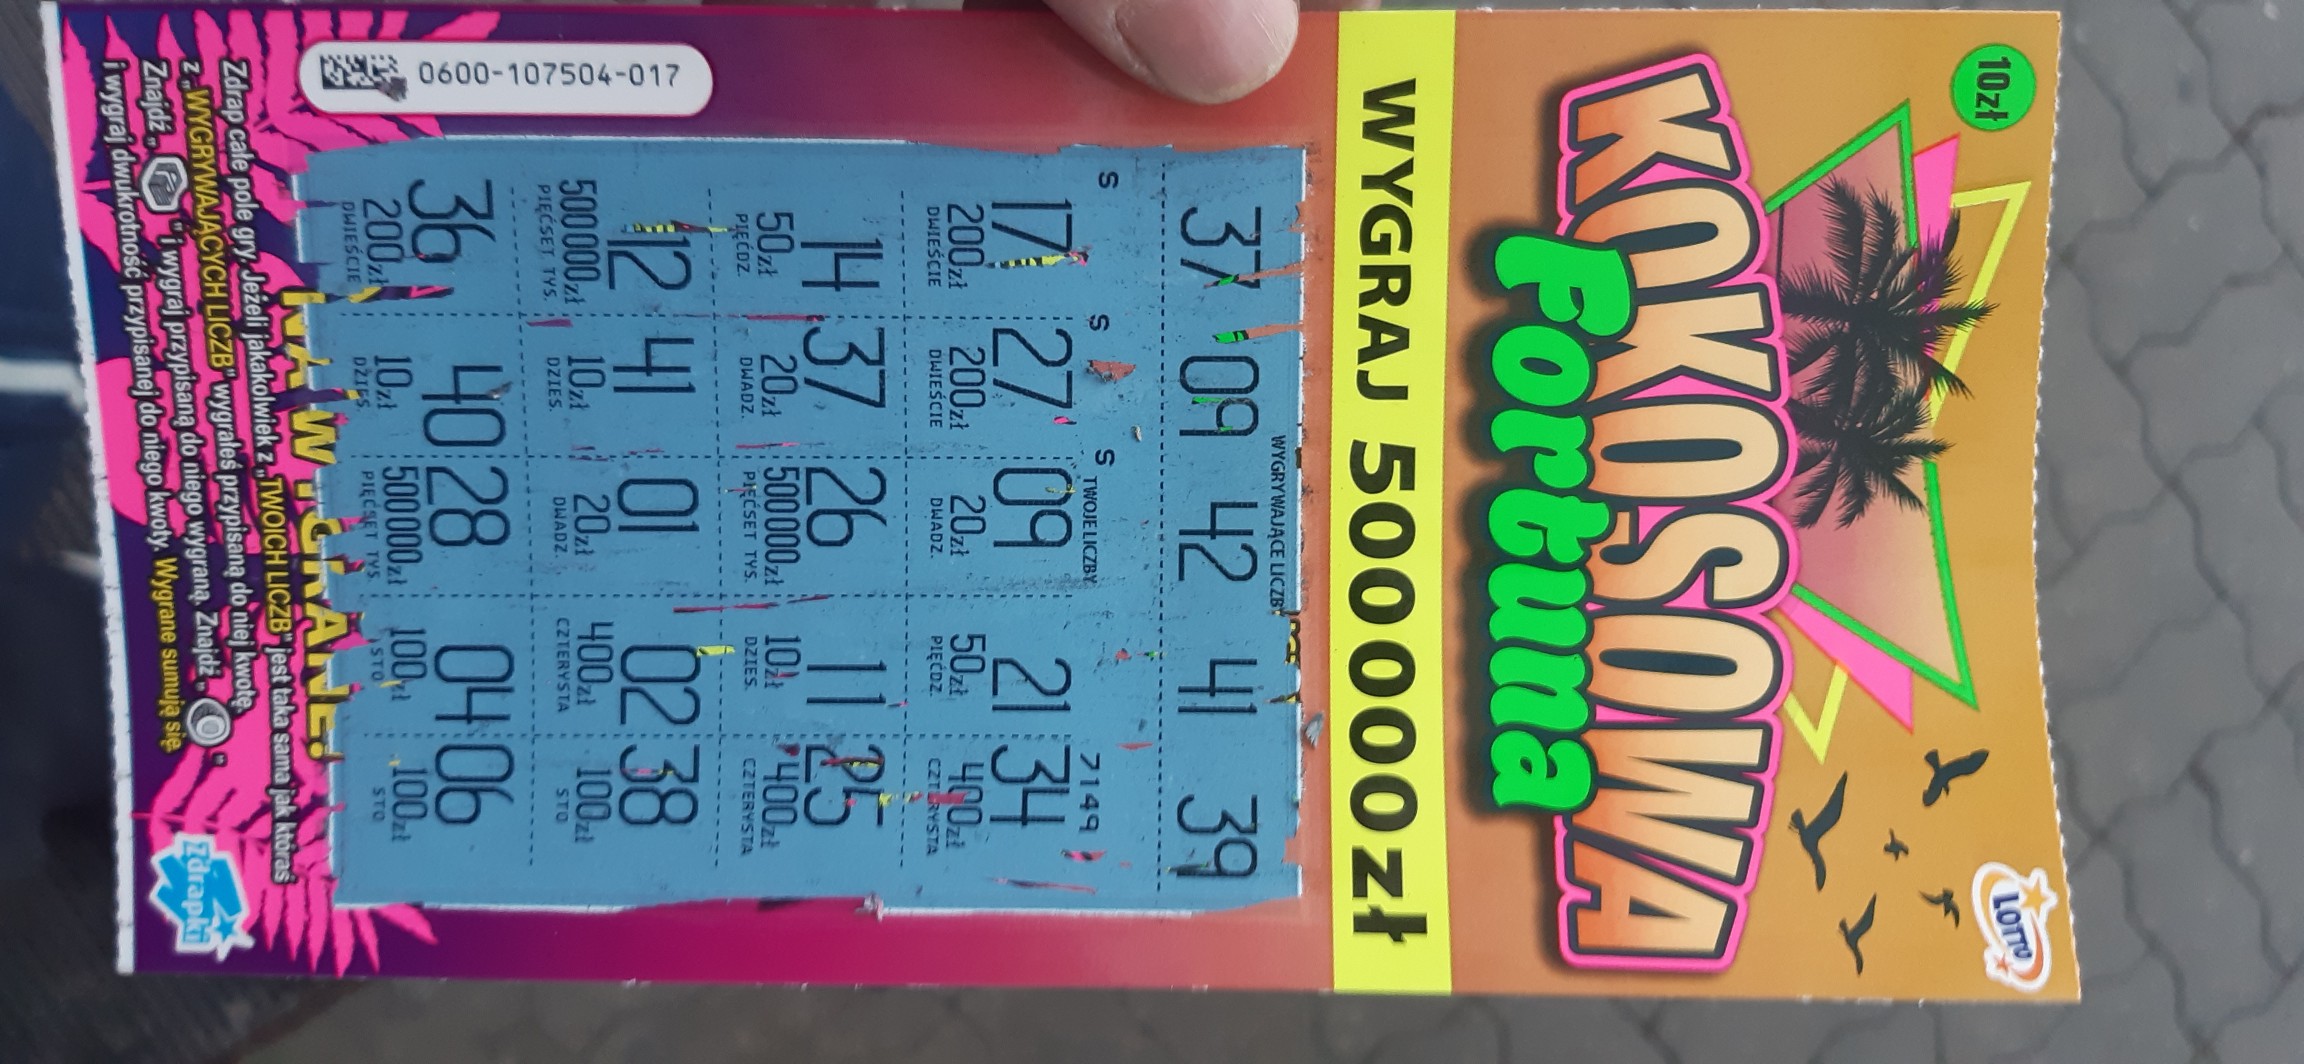 10zł
LOTTO
KOKOSOWA
Fortuna
WYGRAJ 500 000 zł
WYGRYWAJĄCE LICZBY
37 09 42 41 39
S S S TWOJE LICZBY 7149
17 27 09 21 34
200zł 200zł 20zł 50zł 400zł
DWIEŚCIE DWIEŚCIE DWADZ. PIĘĆDZ. CZTERYSTA
14 37 26 11 25
50zł 20zł 500000zł 10zł 400zł
PIĘĆDZ. DWADZ. PIĘĆSET TYS. DZIES. CZTERYSTA
12 41 01 02 38
500000zł 10zł 20zł 400zł 100zł
PIĘĆSET TYS. DZIES. DWADZ. CZTERYSTA STO
36 40 28 04 06
200zł 10zł 500000zł 100zł 100zł
DWIEŚCIE DZIES. PIĘĆSET TYS. STO STO
0600-107504-017
Zdrap całe pole gry. Jeżeli jakakolwiek z „TWOICH LICZB" jest taka sama jak któraś
z „WYGRYWAJĄCYCH LICZB" wygrałeś przypisaną do niej kwotę.
Znajdź „ " i wygraj przypisaną do niego wygraną. Znajdź „ "
i wygraj dwukrotność przypisanej do niego kwoty. Wygrane sumują się.
Zdrapki